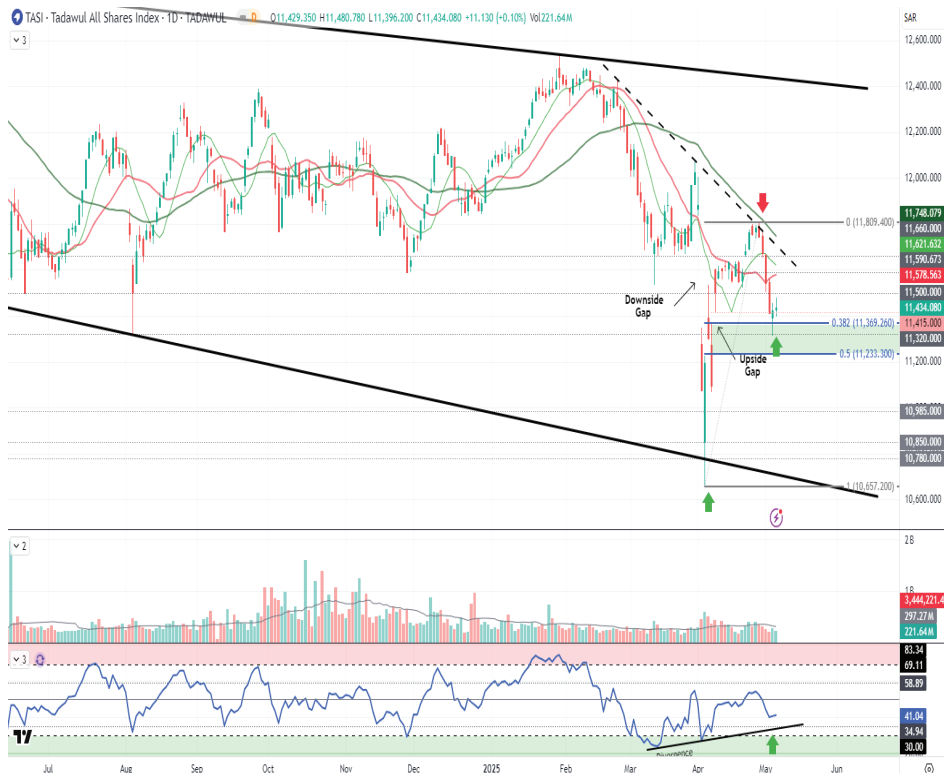 TASI · Tadawul All Shares Index · 1D · TADAWUL D O11,429.350 H11,480.780 L11,396.200 C11,434.080 +11.130 (+0.10%) Vol221.64M
SAR
3
12,600.000
12,400.000
12,200.000
12,000.000
11,748.079
0 (11,809.400)
11,660.000
11,621.632
11,590.673
11,578.563
11,500.000
Downside
Gap
11,434.080
11,415.000
0.382 (11,369.260)
11,320.000
0.5 (11,233.300)
Upside
Gap
11,200.000
10,985.000
10,850.000
10,780.000
1 (10,657.200)
10,600.000
2
2B
1B
3,444,221.4
297.27M
221.64M
3
83.34
69.11
58.89
41.04
34.94
30.00
Divergence
Jul Aug Sep Oct Nov Dec 2025 Feb Mar Apr May Jun